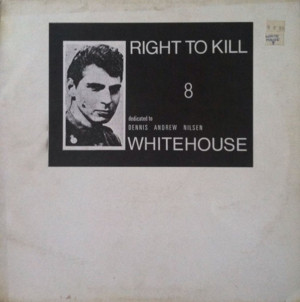 RIGHT TO KILL
8
dedicated to
DENNIS ANDREW NILSEN
WHITEHOUSE